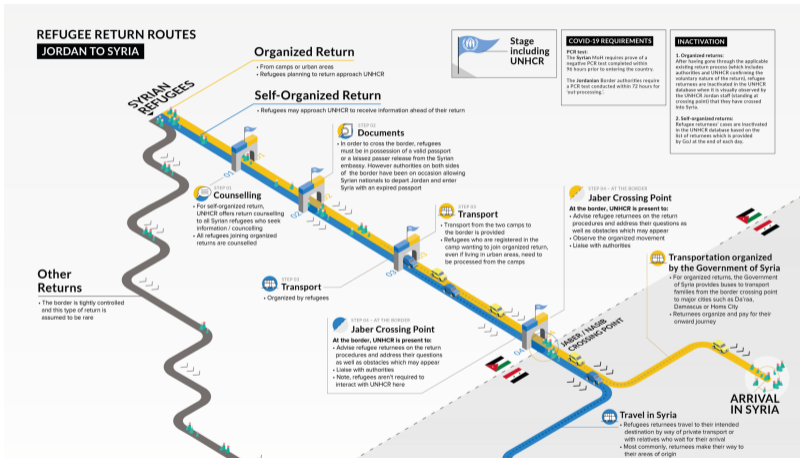 REFUGEE RETURN ROUTES
JORDAN TO SYRIA
Stage
including
UNHCR
COVID-19 REQUIREMENTS
PCR test:
The Syrian MoH requires prove of
a negative PCR test completed within
96 hours prior to entering the country.
The Jordanian Border authorities require
a PCR test conducted within 72 hours for
'out-processing'.
INACTIVATION
1. Organized returns:
After having gone through the applicable
existing return process (which includes
authorities and UNHCR confirming the
voluntary nature of the return), refugee
returnees are inactivated in the UNHCR
database when it is visually observed by
the UNHCR Jordan staff (standing at
crossing point) that they have crossed
into Syria.
2. Self-organized returns:
Refugee returnees' cases are inactivated
in the UNHCR database based on the
list of returnees which is provided
by GoJ at the end of each day.
Organized Return
• From camps or urban areas
• Refugees planning to return approach UNHCR
SYRIAN
REFUGEES
Self-Organized Return
• Refugees may approach UNHCR to receive information ahead of their return
STEP 02
Documents
• In order to cross the border, refugees
must be in possession of a valid passport
or a laissez passer release from the Syrian
embassy. However authorities on both sides
of the border have been on occasion allowing
Syrian nationals to depart Jordan and enter
Syria with an expired passport
01
STEP 01
Counselling
• For self-organized return,
UNHCR offers return counselling
to all Syrian refugees who seek
information / councelling
• All refugees joining organized
returns are counselled
02
STEP 03
Transport
• Transport from the two camps to
the border is provided
• Refugees who are registered in the
camp wanting to join organized return,
even if living in urban areas, need to
be processed from the camps
STEP 04 – AT THE BORDER
Jaber Crossing Point
At the border, UNHCR is present to:
• Advise refugee returnees on the return
procedures and address their questions as
well as obstacles which may appear
• Observe the organized movement
• Liaise with authorities
03
STEP 03
Transport
• Organized by refugees
Other
Returns
• The border is tightly controlled
and this type of return is
assumed to be rare
STEP 04 – AT THE BORDER
Jaber Crossing Point
At the border, UNHCR is present to:
• Advise refugee returnees on the return
procedures and address their questions
as well as obstacles which may appear
• Liaise with authorities
• Note, refugees aren't required to
interact with UNHCR here
04
JABER / NASIB
CROSSING POINT
Transportation organized
by the Government of Syria
• For organized returns, the Government
of Syria provides buses to transport
families from the border crossing point
to major cities such as Da'raa,
Damascus or Homs City
• Returnees organize and pay for their
onward journey
ARRIVAL
IN SYRIA
Travel in Syria
• Refugees returnees travel to their intended
destination by way of private transport or
with relatives who wait for their arrival
• Most commonly, returnees make their way to
their areas of origin